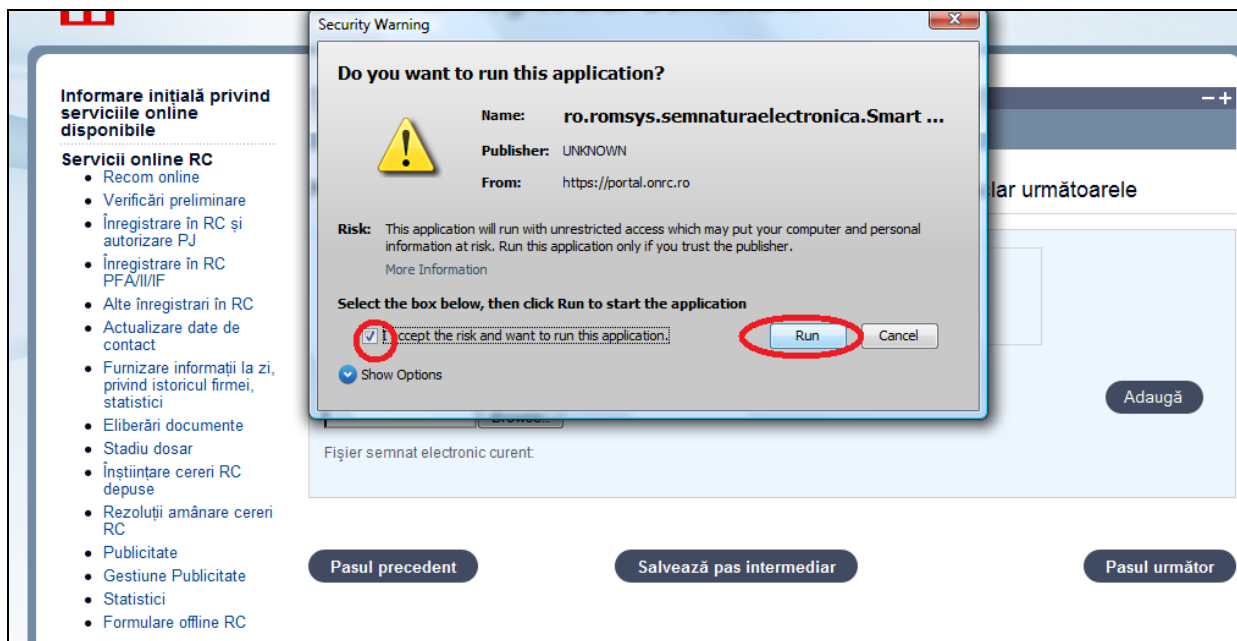 Informare inițială privind
serviciile online
disponibile
Servicii online RC
Recom online
Verificări preliminare
Înregistrare în RC și
autorizare PJ
Înregistrare în RC
PFA/II/IF
Alte înregistrari în RC
Actualizare date de
contact
Furnizare informații la zi,
privind istoricul firmei,
statistici
Eliberări documente
Stadiu dosar
Înștiințare cereri RC
depuse
Rezoluții amânare cereri
RC
Publicitate
Gestiune Publicitate
Statistici
Formulare offline RC
Security Warning
Do you want to run this application?
Name: ro.romsys.semnaturaelectronica.Smart ...
Publisher: UNKNOWN
From: https://portal.onrc.ro
Risk: This application will run with unrestricted access which may put your computer and personal
information at risk. Run this application only if you trust the publisher.
More Information
Select the box below, then click Run to start the application
I accept the risk and want to run this application.
Run Cancel
Show Options
următoarele
Adaugă
Browse...
Fișier semnat electronic curent:
Pasul precedent Salvează pas intermediar Pasul următor